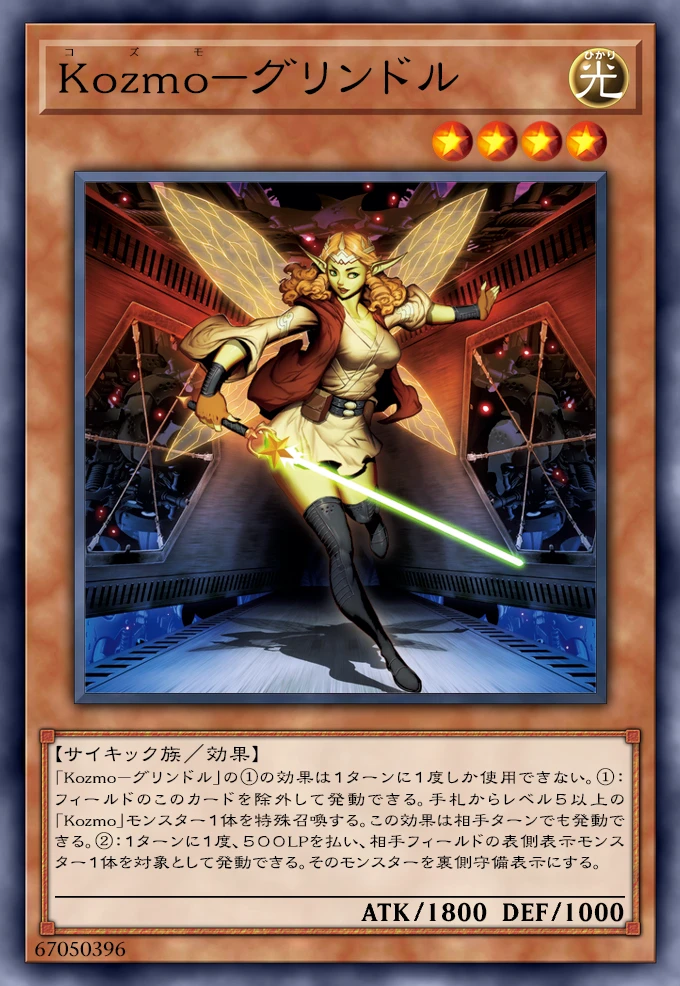 コズモ
Kozmo－グリンドル
ひかり
光
【サイキック族／効果】
「Kozmo－グリンドル」の①の効果は１ターンに１度しか使用できない。①：
フィールドのこのカードを除外して発動できる。手札からレベル５以上の
「Kozmo」モンスター１体を特殊召喚する。この効果は相手ターンでも発動で
きる。②：１ターンに１度、５００LPを払い、相手フィールドの表側表示モンス
ター１体を対象として発動できる。そのモンスターを裏側守備表示にする。
ATK/1800 DEF/1000
67050396